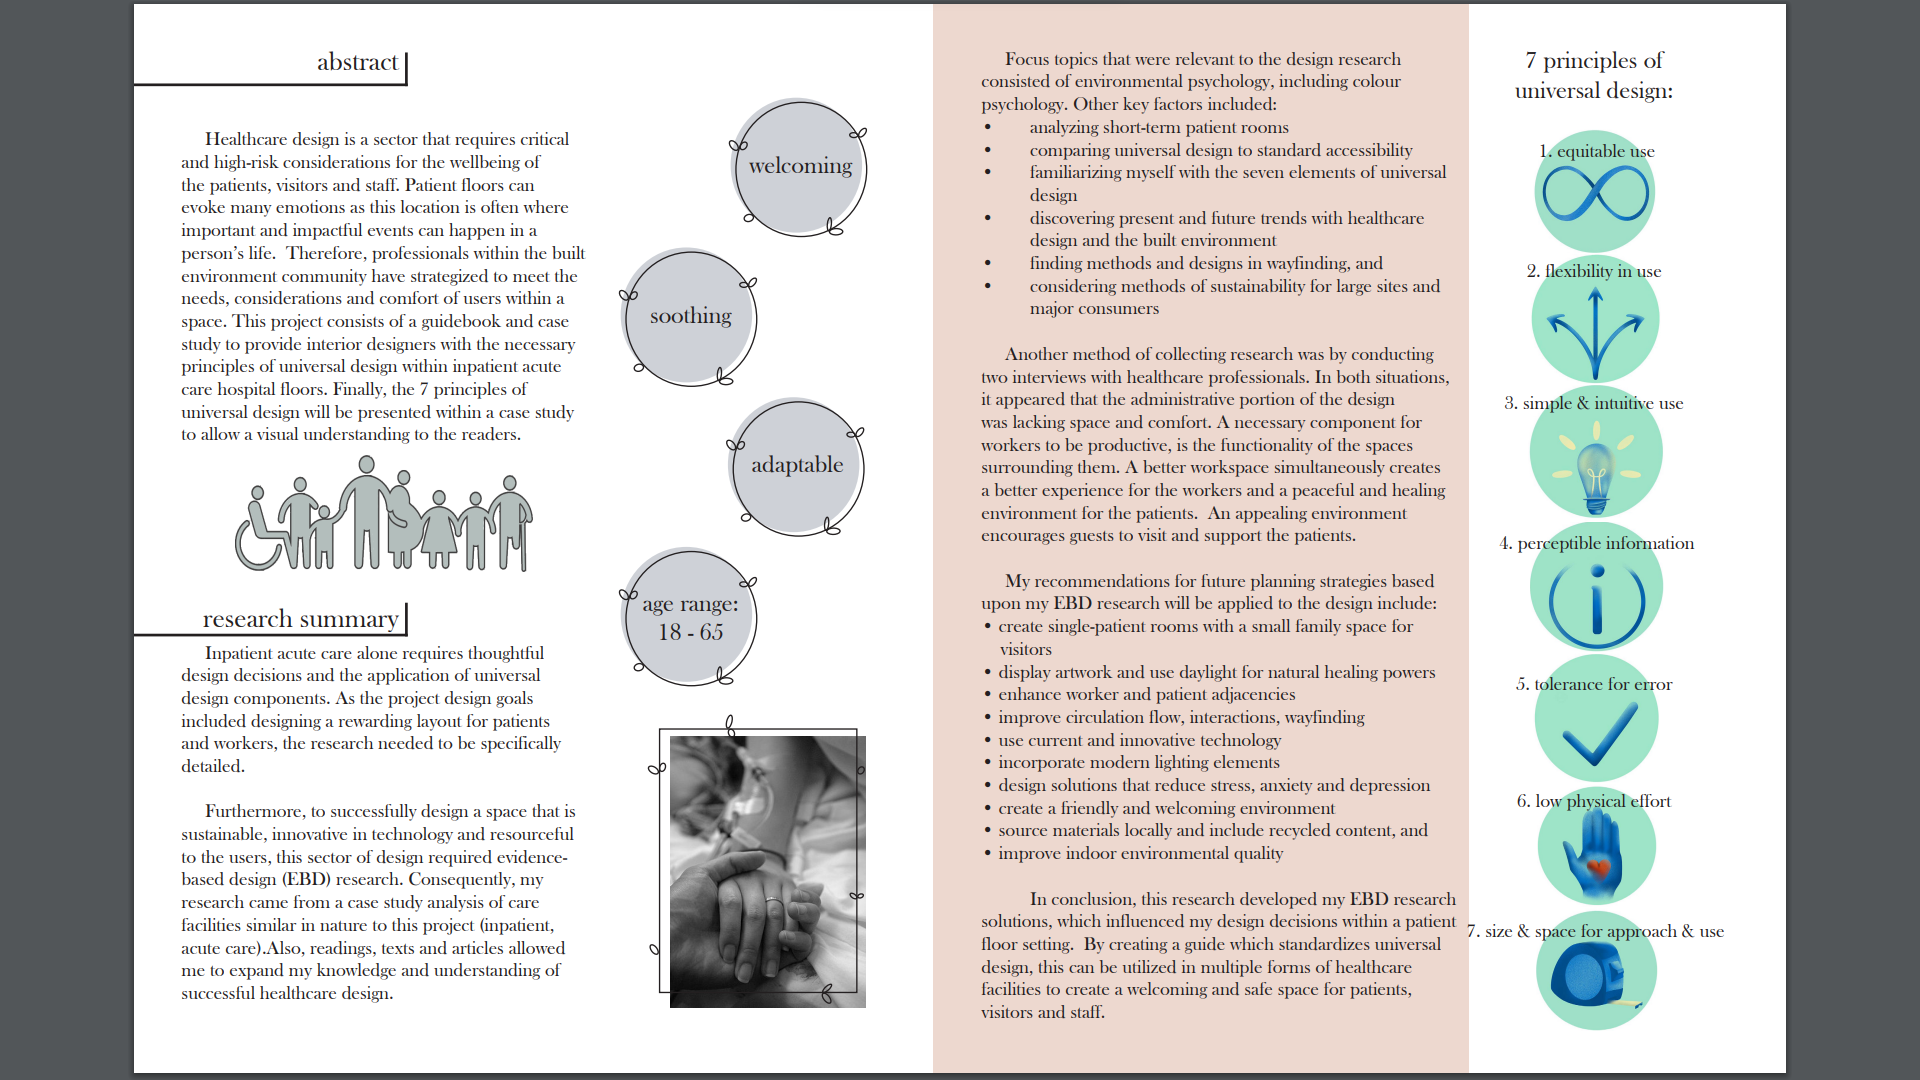 abstract
Healthcare design is a sector that requires critical
and high-risk considerations for the wellbeing of
the patients, visitors and staff. Patient floors can
evoke many emotions as this location is often where
important and impactful events can happen in a
person’s life.  Therefore, professionals within the built
environment community have strategized to meet the
needs, considerations and comfort of users within a
space. This project consists of a guidebook and case
study to provide interior designers with the necessary
principles of universal design within inpatient acute
care hospital floors. Finally, the 7 principles of
universal design will be presented within a case study
to allow a visual understanding to the readers.
research summary
Inpatient acute care alone requires thoughtful
design decisions and the application of universal
design components. As the project design goals
included designing a rewarding layout for patients
and workers, the research needed to be specifically
detailed.
Furthermore, to successfully design a space that is
sustainable, innovative in technology and resourceful
to the users, this sector of design required evidence-
based design (EBD) research. Consequently, my
research came from a case study analysis of care
facilities similar in nature to this project (inpatient,
acute care).Also, readings, texts and articles allowed
me to expand my knowledge and understanding of
successful healthcare design.
welcoming
soothing
adaptable
age range:
18 - 65
Focus topics that were relevant to the design research
consisted of environmental psychology, including colour
psychology. Other key factors included:
• analyzing short-term patient rooms
• comparing universal design to standard accessibility
• familiarizing myself with the seven elements of universal
design
• discovering present and future trends with healthcare
design and the built environment
• finding methods and designs in wayfinding, and
• considering methods of sustainability for large sites and
major consumers
Another method of collecting research was by conducting
two interviews with healthcare professionals. In both situations,
it appeared that the administrative portion of the design
was lacking space and comfort. A necessary component for
workers to be productive, is the functionality of the spaces
surrounding them. A better workspace simultaneously creates
a better experience for the workers and a peaceful and healing
environment for the patients.  An appealing environment
encourages guests to visit and support the patients.
My recommendations for future planning strategies based
upon my EBD research will be applied to the design include:
• create single-patient rooms with a small family space for
visitors
• display artwork and use daylight for natural healing powers
• enhance worker and patient adjacencies
• improve circulation flow, interactions, wayfinding
• use current and innovative technology
• incorporate modern lighting elements
• design solutions that reduce stress, anxiety and depression
• create a friendly and welcoming environment
• source materials locally and include recycled content, and
• improve indoor environmental quality
In conclusion, this research developed my EBD research
solutions, which influenced my design decisions within a patient
floor setting.  By creating a guide which standardizes universal
design, this can be utilized in multiple forms of healthcare
facilities to create a welcoming and safe space for patients,
visitors and staff.
7 principles of
universal design:
1. equitable use
2. flexibility in use
3. simple & intuitive use
4. perceptible information
5. tolerance for error
6. low physical effort
7. size & space for approach & use